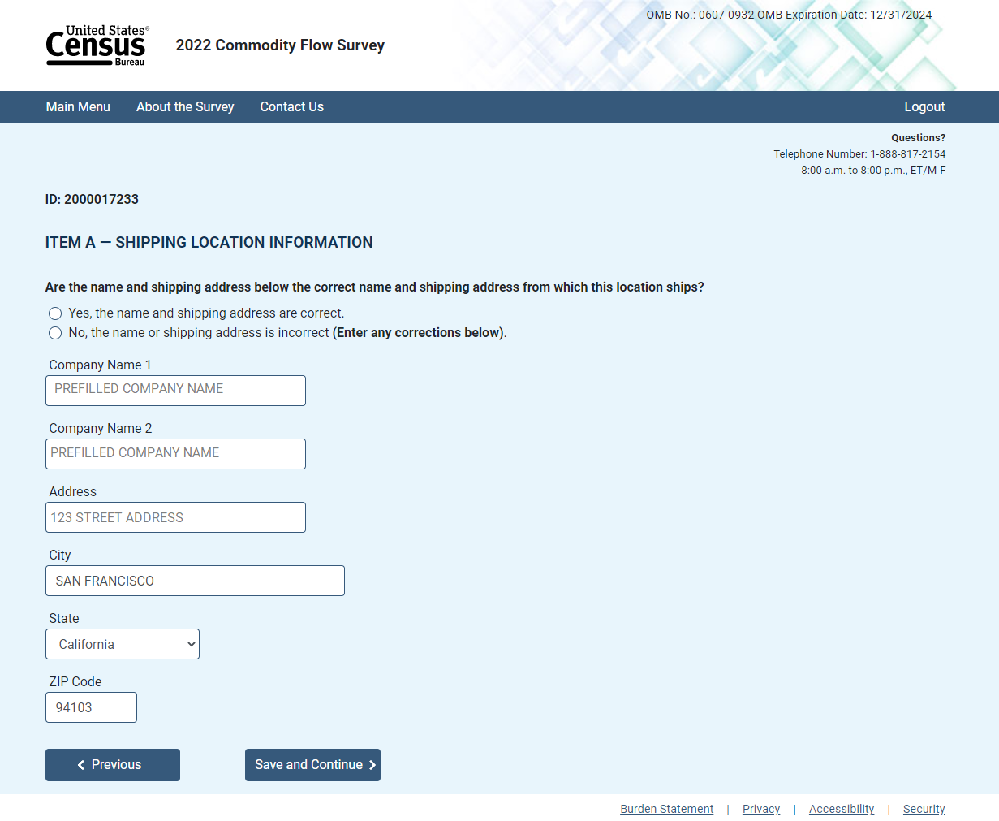 OMB No.: 0607-0932 OMB Expiration Date: 12/31/2024
United States®
Census
Bureau
2022 Commodity Flow Survey
Main Menu About the Survey Contact Us Logout
Questions?
Telephone Number: 1-888-817-2154
8:00 a.m. to 8:00 p.m., ET/M-F
ID: 2000017233
ITEM A — SHIPPING LOCATION INFORMATION
Are the name and shipping address below the correct name and shipping address from which this location ships?
Yes, the name and shipping address are correct.
No, the name or shipping address is incorrect (Enter any corrections below).
Company Name 1
PREFILLED COMPANY NAME
Company Name 2
PREFILLED COMPANY NAME
Address
123 STREET ADDRESS
City
SAN FRANCISCO
State
California
ZIP Code
94103
Previous Save and Continue
Burden Statement | Privacy | Accessibility | Security